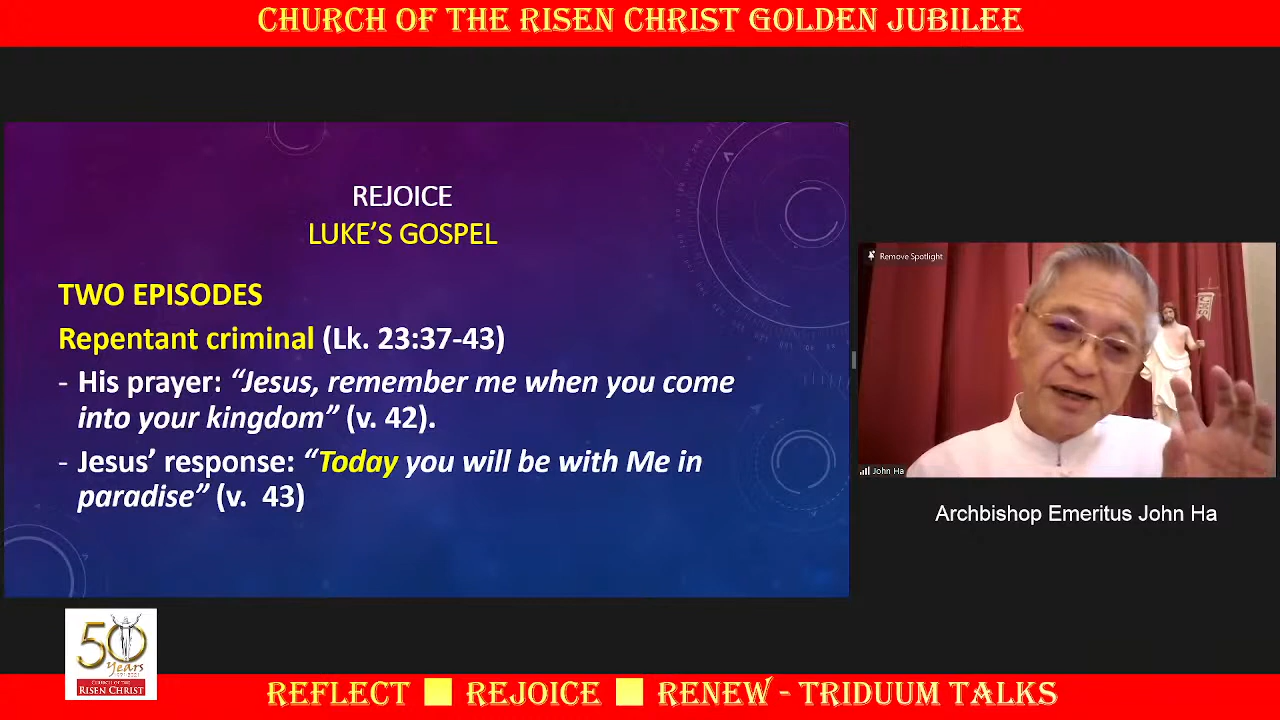 CHURCH OF THE RISEN CHRIST GOLDEN JUBILEE
REJOICE
LUKE'S GOSPEL
TWO EPISODES
Repentant criminal (Lk. 23:37-43)
- His prayer: “Jesus, remember me when you come
into your kingdom” (v. 42).
- Jesus’ response: “Today you will be with Me in
paradise” (v. 43)
Remove Spotlight
John Ha
Archbishop Emeritus John Ha
50
Years
CHURCH OF THE
RISEN CHRIST
REFLECT REJOICE RENEW - TRIDUUM TALKS